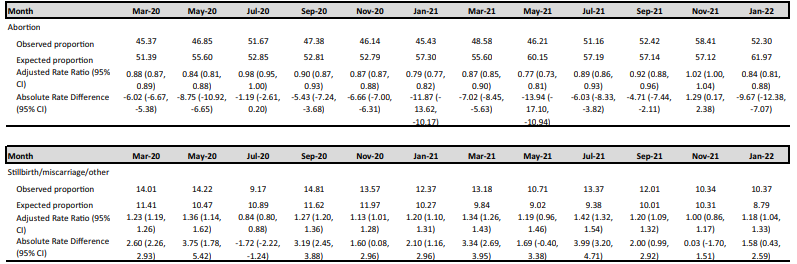 Month Mar-20 May-20 Jul-20 Sep-20 Nov-20 Jan-21 Mar-21 May-21 Jul-21 Sep-21 Nov-21 Jan-22
Abortion
Observed proportion 45.37 46.85 51.67 47.38 46.14 45.43 48.58 46.21 51.16 52.42 58.41 52.30
Expected proportion 51.39 55.60 52.85 52.81 52.79 57.30 55.60 60.15 57.19 57.14 57.12 61.97
Adjusted Rate Ratio (95% 0.88 (0.87, 0.84 (0.81, 0.98 (0.95, 0.90 (0.87, 0.87 (0.87, 0.79 (0.77, 0.87 (0.85, 0.77 (0.73, 0.89 (0.86, 0.92 (0.88, 1.02 (1.00, 0.84 (0.81,
CI) 0.89) 0.88) 1.00) 0.93) 0.88) 0.82) 0.90) 0.81) 0.93) 0.96) 1.04) 0.88)
Absolute Rate Difference -6.02 (-6.67, -8.75 (-10.92, -1.19 (-2.61, -5.43 (-7.24, -6.66 (-7.00, -11.87 (- -7.02 (-8.45, -13.94 (- -6.03 (-8.33, -4.71 (-7.44, 1.29 (0.17, -9.67 (-12.38,
(95% CI) -5.38) -6.65) 0.20) -3.68) -6.31) 13.62, -5.63) 17.10, -3.82) -2.11) 2.38) -7.07)
-10.17) -10.94)
Month Mar-20 May-20 Jul-20 Sep-20 Nov-20 Jan-21 Mar-21 May-21 Jul-21 Sep-21 Nov-21 Jan-22
Stillbirth/miscarriage/other
Observed proportion 14.01 14.22 9.17 14.81 13.57 12.37 13.18 10.71 13.37 12.01 10.34 10.37
Expected proportion 11.41 10.47 10.89 11.62 11.97 10.27 9.84 9.02 9.38 10.01 10.31 8.79
Adjusted Rate Ratio (95% 1.23 (1.19, 1.36 (1.14, 0.84 (0.80, 1.27 (1.20, 1.13 (1.01, 1.20 (1.10, 1.34 (1.26, 1.19 (0.96, 1.42 (1.32, 1.20 (1.09, 1.00 (0.86, 1.18 (1.04,
CI) 1.26) 1.62) 0.88) 1.36) 1.28) 1.31) 1.43) 1.46) 1.54) 1.32) 1.17) 1.33)
Absolute Rate Difference 2.60 (2.26, 3.75 (1.78, -1.72 (-2.22, 3.19 (2.45, 1.60 (0.08, 2.10 (1.16, 3.34 (2.69, 1.69 (-0.40, 3.99 (3.20, 2.00 (0.99, 0.03 (-1.70, 1.58 (0.43,
(95% CI) 2.93) 5.42) -1.24) 3.88) 2.96) 2.96) 3.95) 3.38) 4.71) 2.92) 1.51) 2.59)